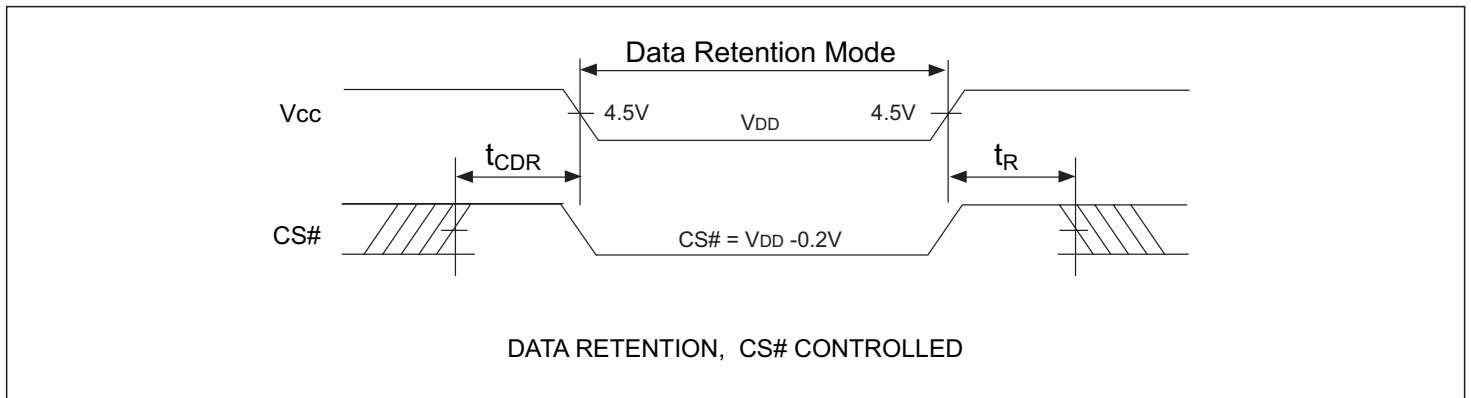 Data Retention Mode
Vcc
4.5V
VDD
4.5V
tCDR
tR
CS#
CS# = VDD -0.2V
DATA RETENTION, CS# CONTROLLED